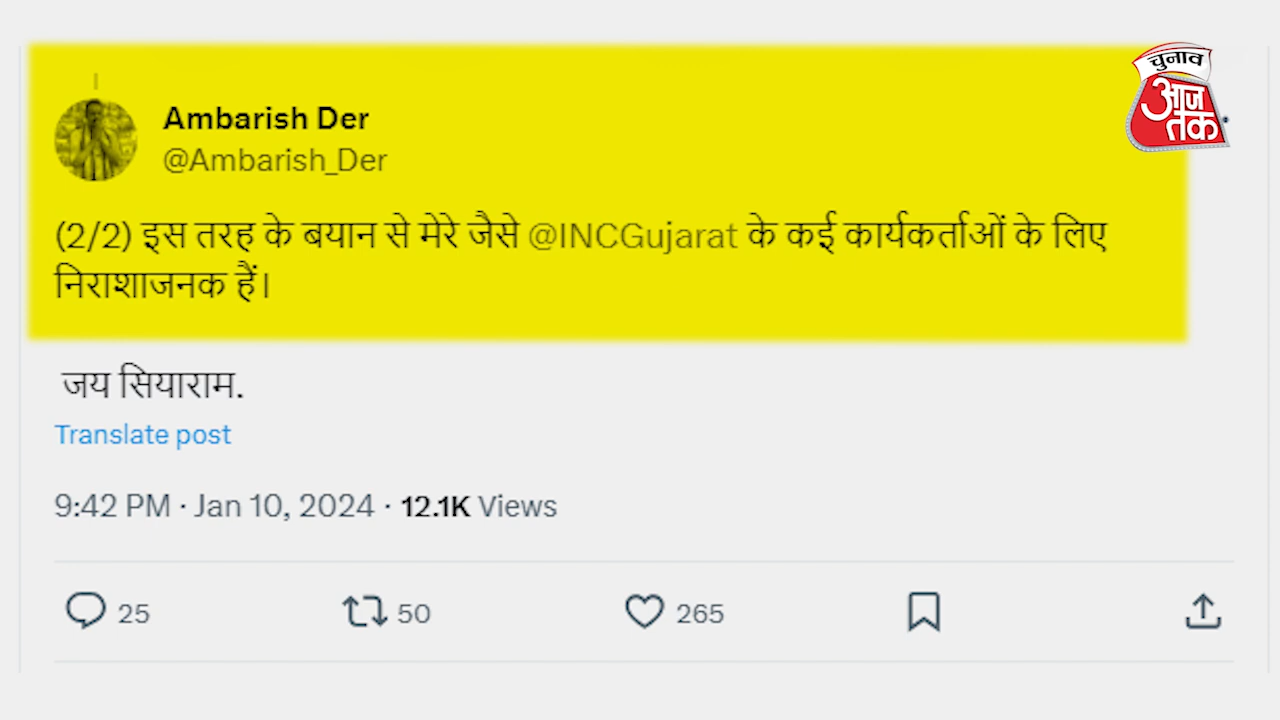 चुनाव
आज
तक
Ambarish Der
@Ambarish_Der
(2/2) इस तरह के बयान से मेरे जैसे @INCGujarat के कई कार्यकर्ताओं के लिए
निराशाजनक हैं।
जय सियाराम.
Translate post
9:42 PM · Jan 10, 2024 · 12.1K Views
25 50 265